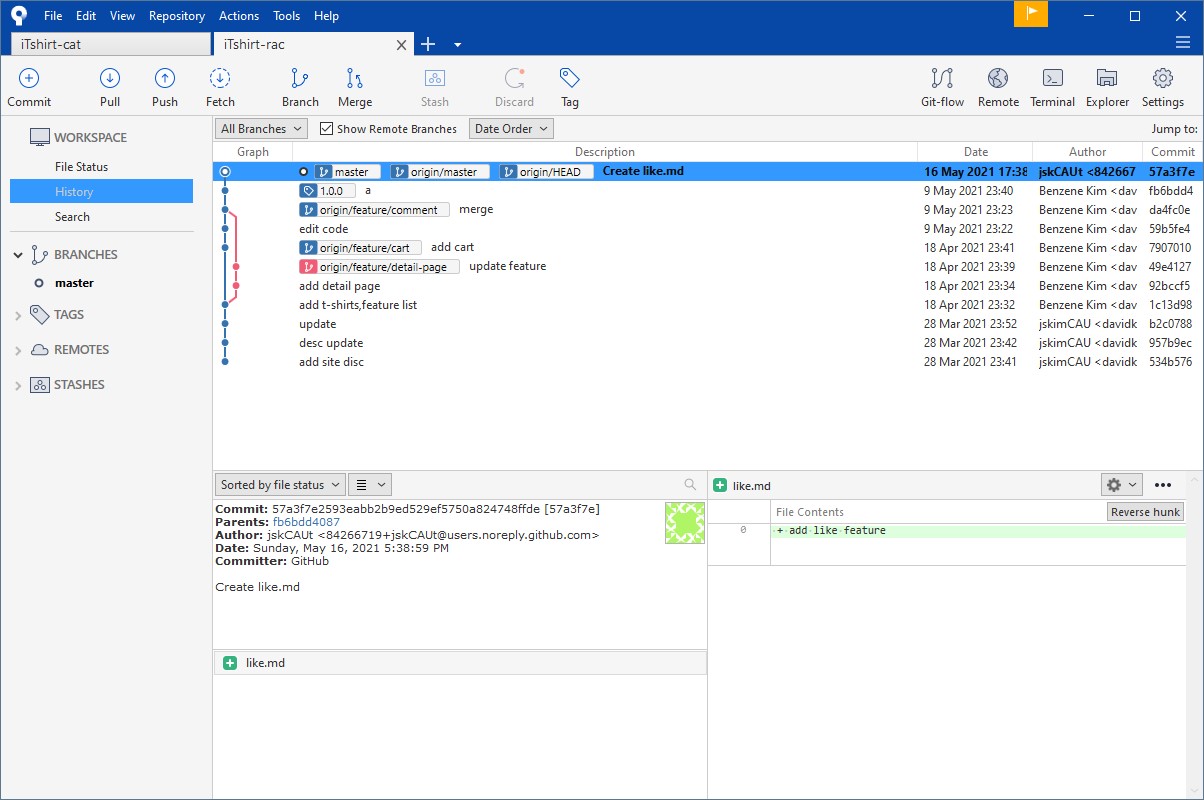 File Edit View Repository Actions Tools Help
iTshirt-cat iTshirt-rac
Commit Pull Push Fetch Branch Merge Stash Discard Tag Git-flow Remote Terminal Explorer Settings
WORKSPACE
File Status
History
Search
BRANCHES
master
TAGS
REMOTES
STASHES
All Branches Show Remote Branches Date Order Jump to:
Graph Description Date Author Commit
master origin/master origin/HEAD Create like.md 16 May 2021 17:38 jskCAUt <842667 57a3f7e
1.0.0 a 9 May 2021 23:40 Benzene Kim <dav fb6bdd4
origin/feature/comment merge 9 May 2021 23:23 Benzene Kim <dav da4fc0e
edit code 9 May 2021 23:22 Benzene Kim <dav 59b5fe4
origin/feature/cart add cart 18 Apr 2021 23:41 Benzene Kim <dav 7907010
origin/feature/detail-page update feature 18 Apr 2021 23:39 Benzene Kim <dav 49e4127
add detail page 18 Apr 2021 23:34 Benzene Kim <dav 92bccf5
add t-shirts,feature list 18 Apr 2021 23:32 Benzene Kim <dav 1c13d98
update 28 Mar 2021 23:52 jskimCAU <davidk b2c0788
desc update 28 Mar 2021 23:42 jskimCAU <davidk 957b9ec
add site disc 28 Mar 2021 23:41 jskimCAU <davidk 534b576
Sorted by file status
Commit: 57a3f7e2593eabb2b9ed529ef5750a824748ffde [57a3f7e]
Parents: fb6bdd4087
Author: jskCAUt <84266719+jskCAUt@users.noreply.github.com>
Date: Sunday, May 16, 2021 5:38:59 PM
Committer: GitHub
Create like.md
like.md
like.md
File Contents Reverse hunk
0 + add like feature